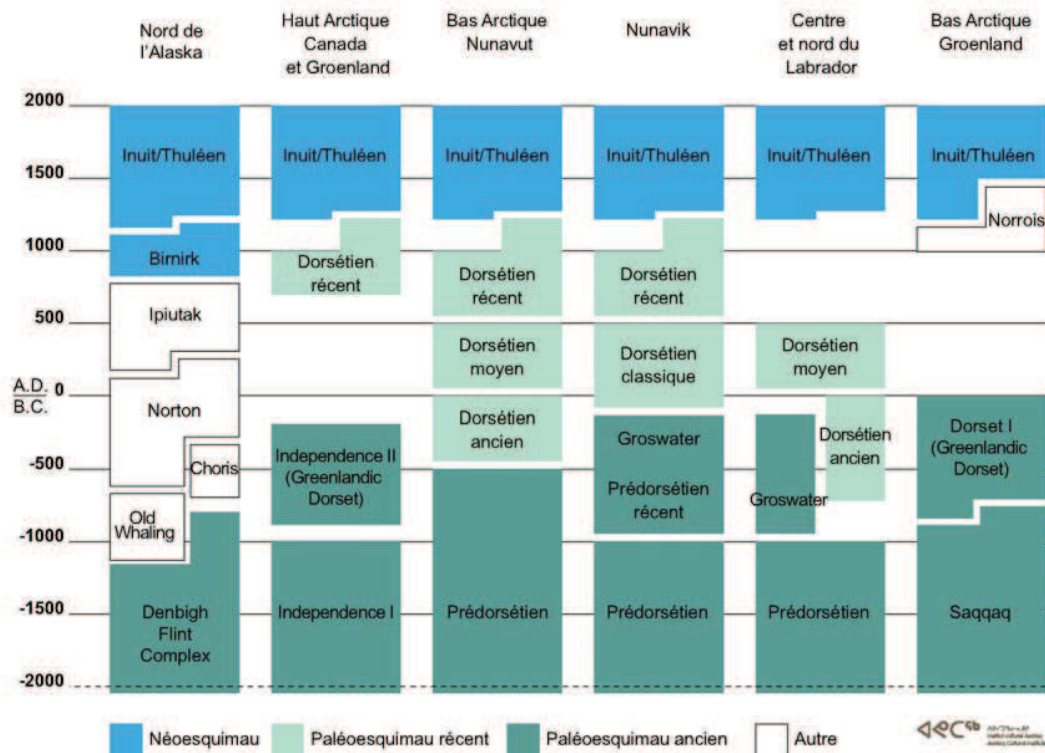 Nord de
l'Alaska
Haut Arctique
Canada
et Groenland
Bas Arctique
Nunavut
Nunavik
Centre
et nord du
Labrador
Bas Arctique
Groenland
2000
1500
1000
500
A.D. 0
B.C.
-500
-1000
-1500
-2000
Inuit/Thuléen
Birnirk
Ipiutak
Norton
Choris
Old
Whaling
Denbigh
Flint
Complex
Inuit/Thuléen
Dorsétien
récent
Independence II
(Greenlandic
Dorset)
Independence I
Inuit/Thuléen
Dorsétien
récent
Dorsétien
moyen
Dorsétien
ancien
Prédorsétien
Inuit/Thuléen
Dorsétien
récent
Dorsétien
classique
Groswater
Prédorsétien
récent
Prédorsétien
Inuit/Thuléen
Dorsétien
moyen
Dorsétien
ancien
Groswater
Prédorsétien
Inuit/Thuléen
Norrois
Dorset I
(Greenlandic
Dorset)
Saqqaq
Néoesquimau
Paléoesquimau récent
Paléoesquimau ancien
Autre
ᐊᕙᑕᖅ